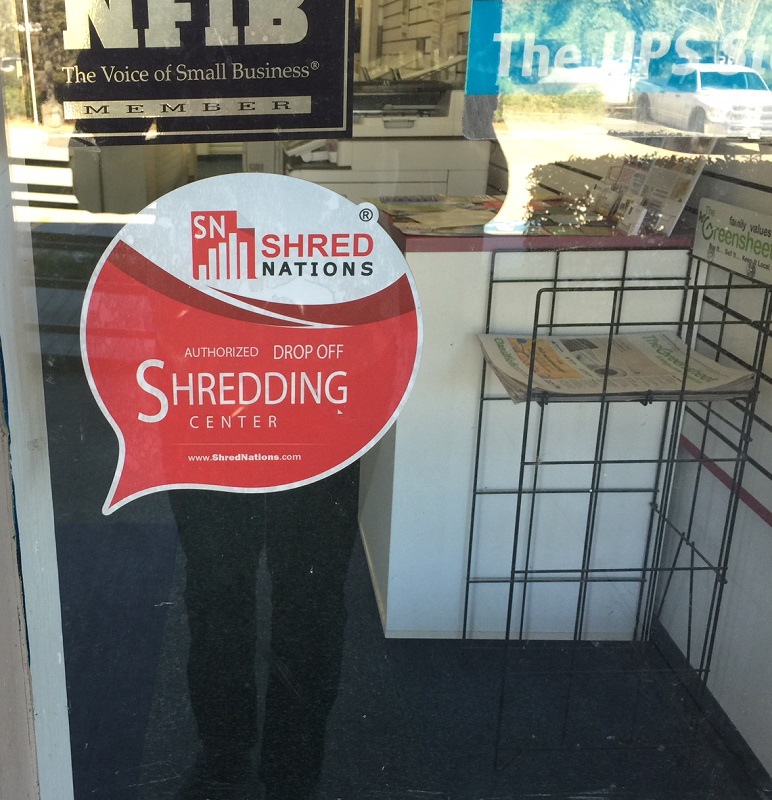 NFIB
The Voice of Small Business®
MEMBER
The UPS St
SN SHRED NATIONS ®
AUTHORIZED DROP OFF
SHREDDING
CENTER
www.ShredNations.com
The
family values
Greensheet